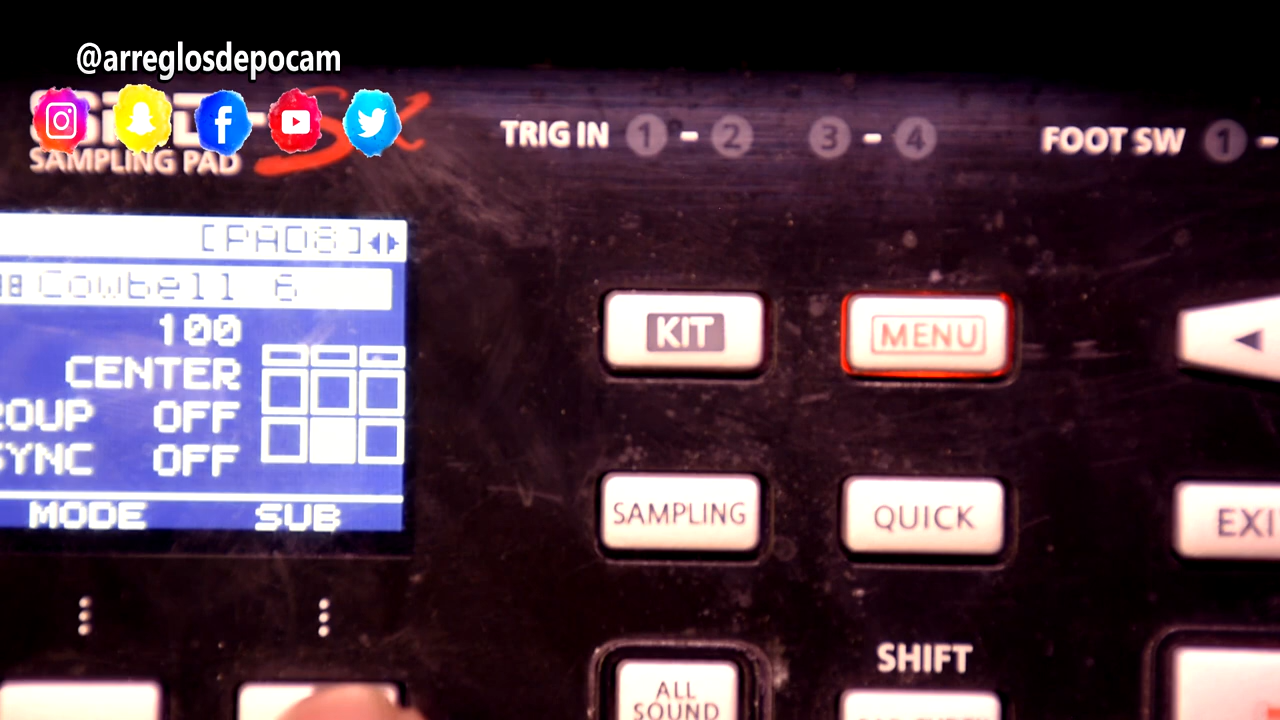 @arreglosdepocam
SAMPLING PAD
TRIG IN 1 - 2 3 - 4
FOOT SW 1 -
[PAD8]
Cowbell 6
100
CENTER
OFF
OFF
MODE SUB
KIT
MENU
SAMPLING
QUICK
SHIFT
ALL
SOUND